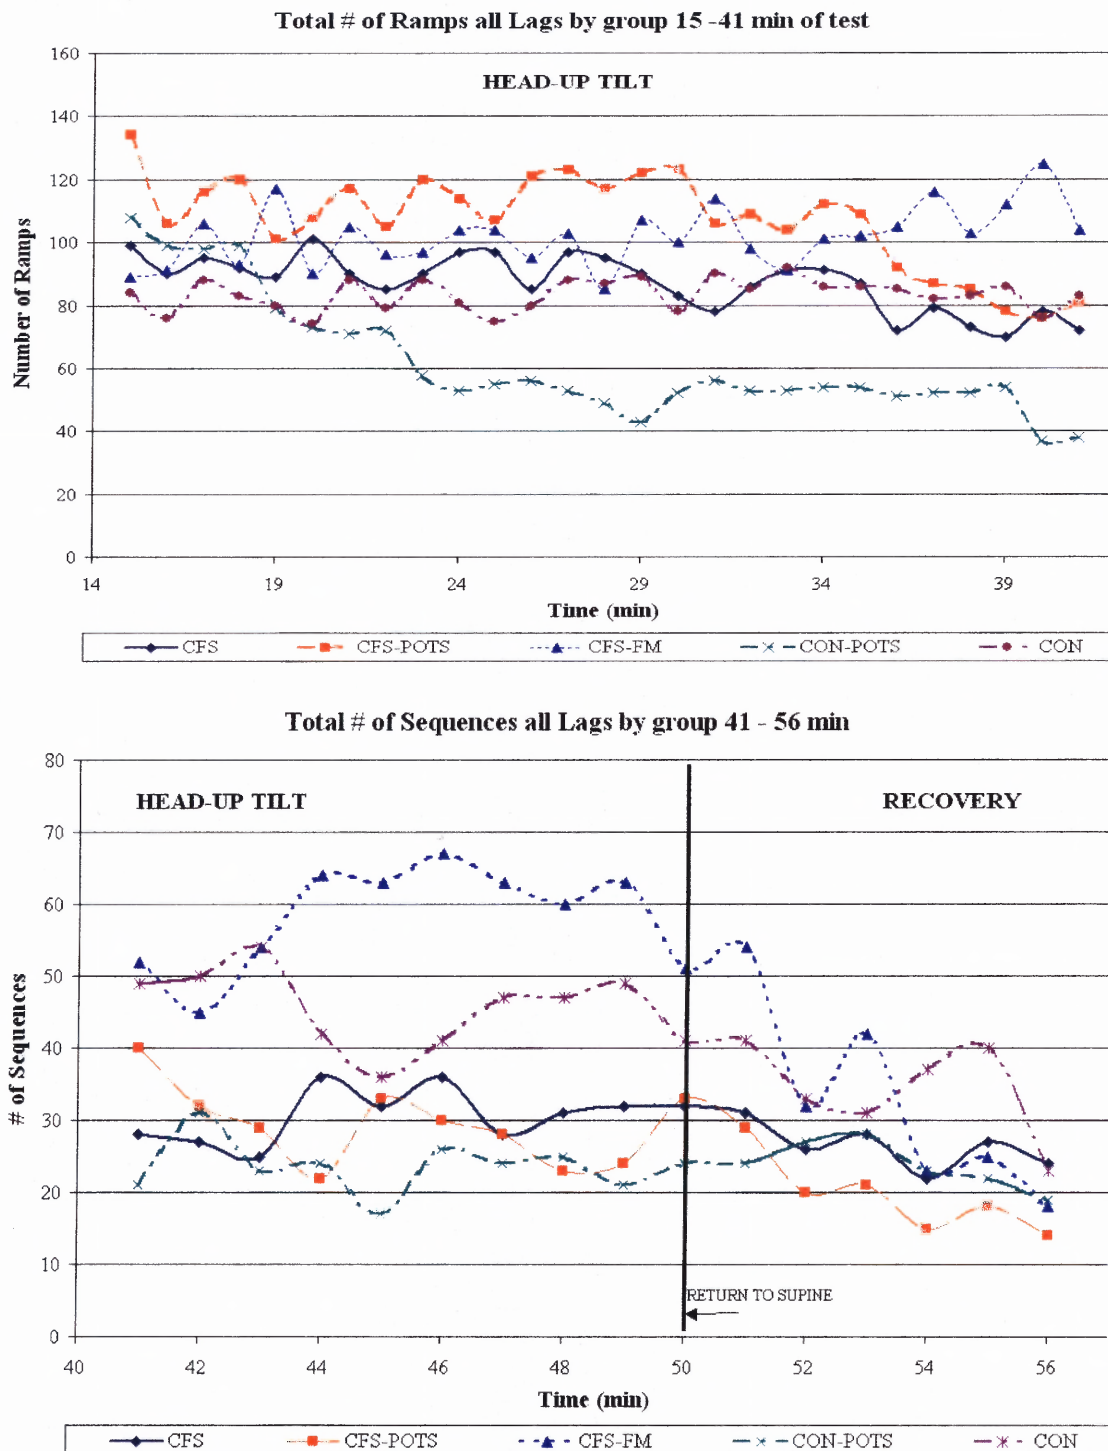 Total # of Ramps all Lags by group 15 -41 min of test
160
HEAD-UP TILT
140
120
100
80
60
40
20
0
Number of Ramps
14 19 24 29 34 39
Time (min)
CFS CFS-POTS CFS-FM CON-POTS CON
Total # of Sequences all Lags by group 41 - 56 min
80
HEAD-UP TILT RECOVERY
70
60
50
40
30
20
10
0
# of Sequences
RETURN TO SUPINE
40 42 44 46 48 50 52 54 56
Time (min)
CFS CFS-POTS CFS-FM CON-POTS CON